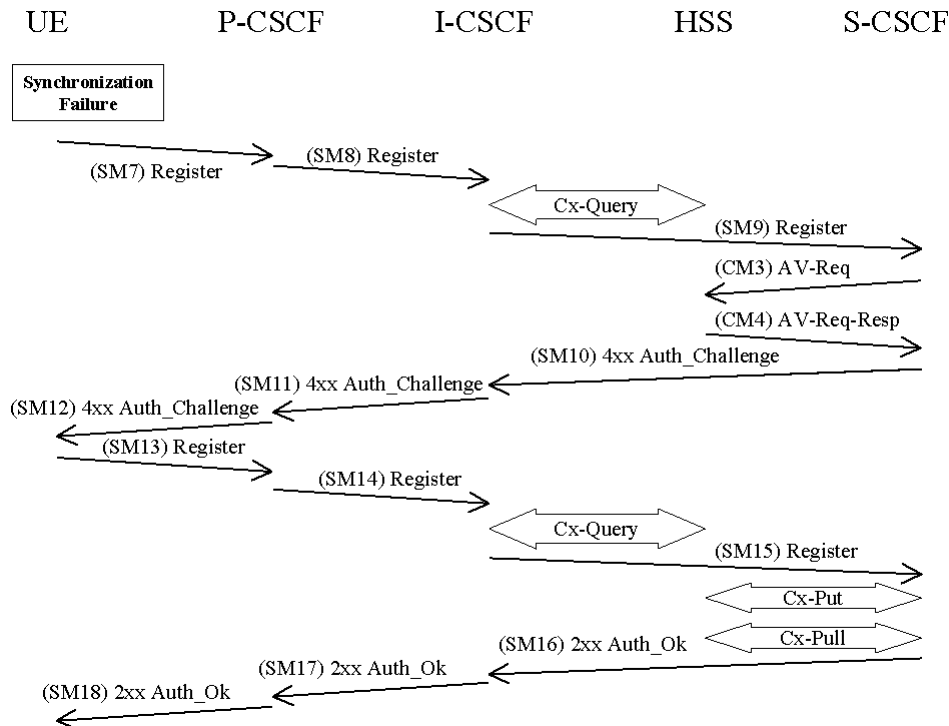 UE P-CSCF I-CSCF HSS S-CSCF
Synchronization
Failure
(SM7) Register
(SM8) Register
Cx-Query
(SM9) Register
(CM3) AV-Req
(CM4) AV-Req-Resp
(SM10) 4xx Auth_Challenge
(SM11) 4xx Auth_Challenge
(SM12) 4xx Auth_Challenge
(SM13) Register
(SM14) Register
Cx-Query
(SM15) Register
Cx-Put
Cx-Pull
(SM16) 2xx Auth_Ok
(SM17) 2xx Auth_Ok
(SM18) 2xx Auth_Ok